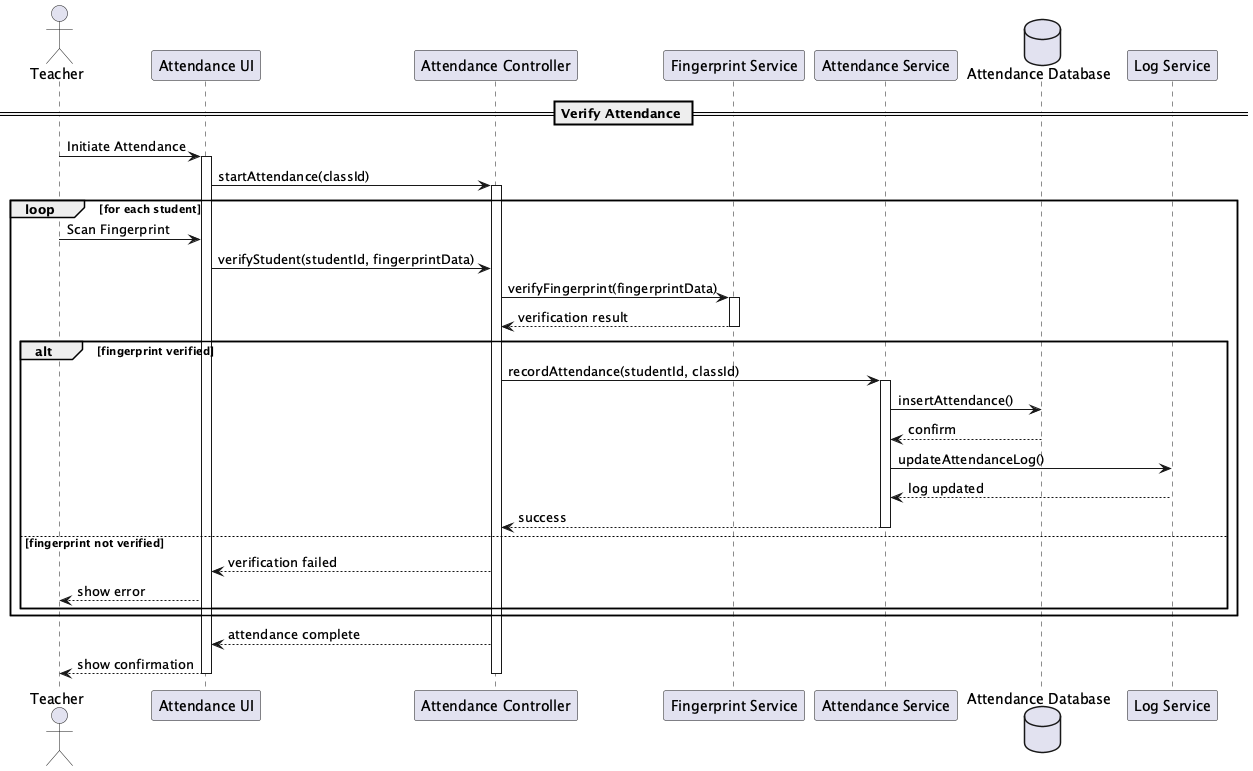 Teacher
Attendance UI
Attendance Controller
Fingerprint Service
Attendance Service
Attendance Database
Log Service
Verify Attendance
Initiate Attendance
startAttendance(classId)
loop
[for each student]
Scan Fingerprint
verifyStudent(studentId, fingerprintData)
verifyFingerprint(fingerprintData)
verification result
alt
[fingerprint verified]
recordAttendance(studentId, classId)
insertAttendance()
confirm
updateAttendanceLog()
log updated
success
[fingerprint not verified]
verification failed
show error
attendance complete
show confirmation
Teacher
Attendance UI
Attendance Controller
Fingerprint Service
Attendance Service
Attendance Database
Log Service